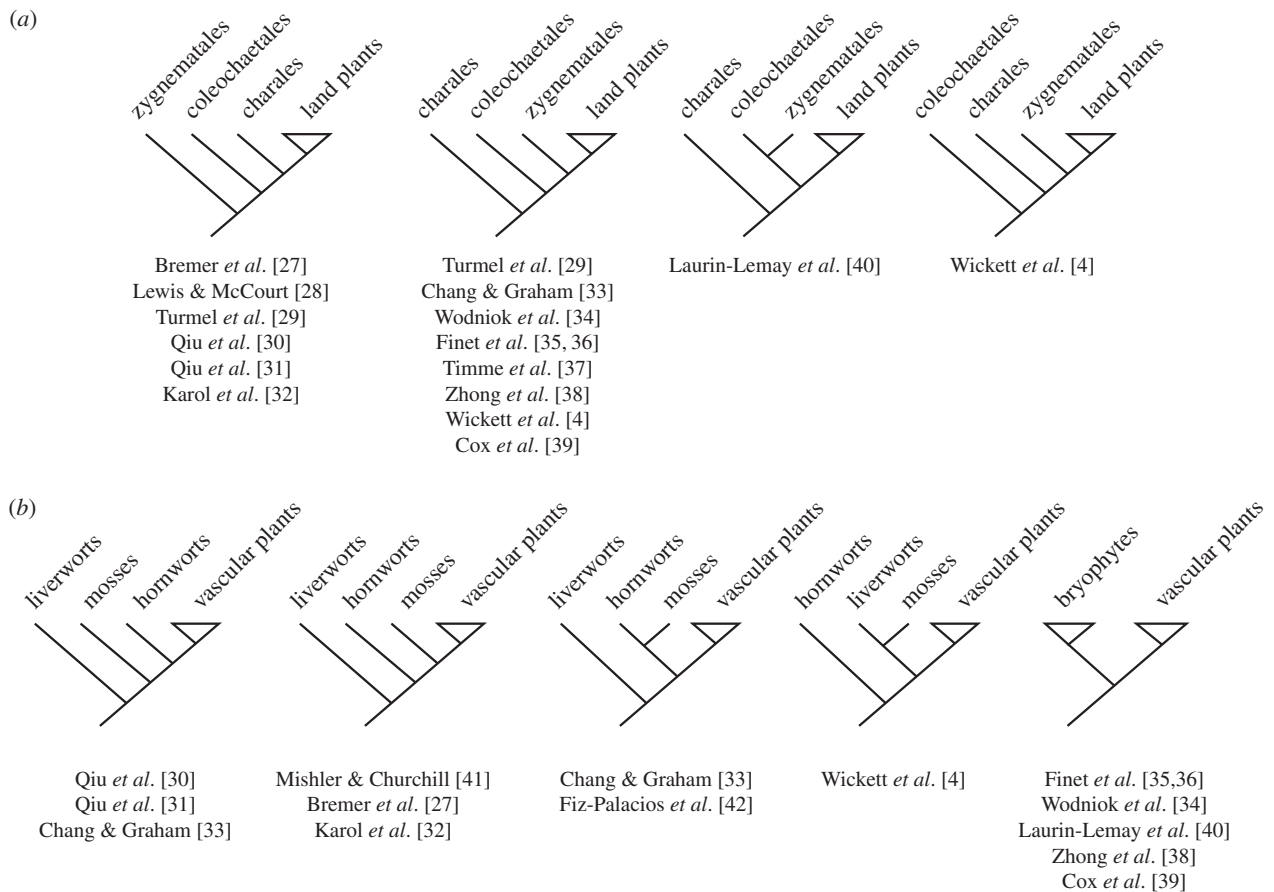 (a)
zygnematales
coleochaetales
charales
land plants
charales
coleochaetales
zygnematales
land plants
charales
coleochaetales
zygnematales
land plants
coleochaetales
charales
zygnematales
land plants
Bremer et al. [27]
Lewis & McCourt [28]
Turmel et al. [29]
Qiu et al. [30]
Qiu et al. [31]
Karol et al. [32]
Turmel et al. [29]
Chang & Graham [33]
Wodniok et al. [34]
Finet et al. [35, 36]
Timme et al. [37]
Zhong et al. [38]
Wickett et al. [4]
Cox et al. [39]
Laurin-Lemay et al. [40]
Wickett et al. [4]
(b)
liverworts
mosses
hornworts
vascular plants
liverworts
hornworts
mosses
vascular plants
liverworts
hornworts
mosses
vascular plants
hornworts
liverworts
mosses
vascular plants
bryophytes
vascular plants
Qiu et al. [30]
Qiu et al. [31]
Chang & Graham [33]
Mishler & Churchill [41]
Bremer et al. [27]
Karol et al. [32]
Chang & Graham [33]
Fiz-Palacios et al. [42]
Wickett et al. [4]
Finet et al. [35,36]
Wodniok et al. [34]
Laurin-Lemay et al. [40]
Zhong et al. [38]
Cox et al. [39]